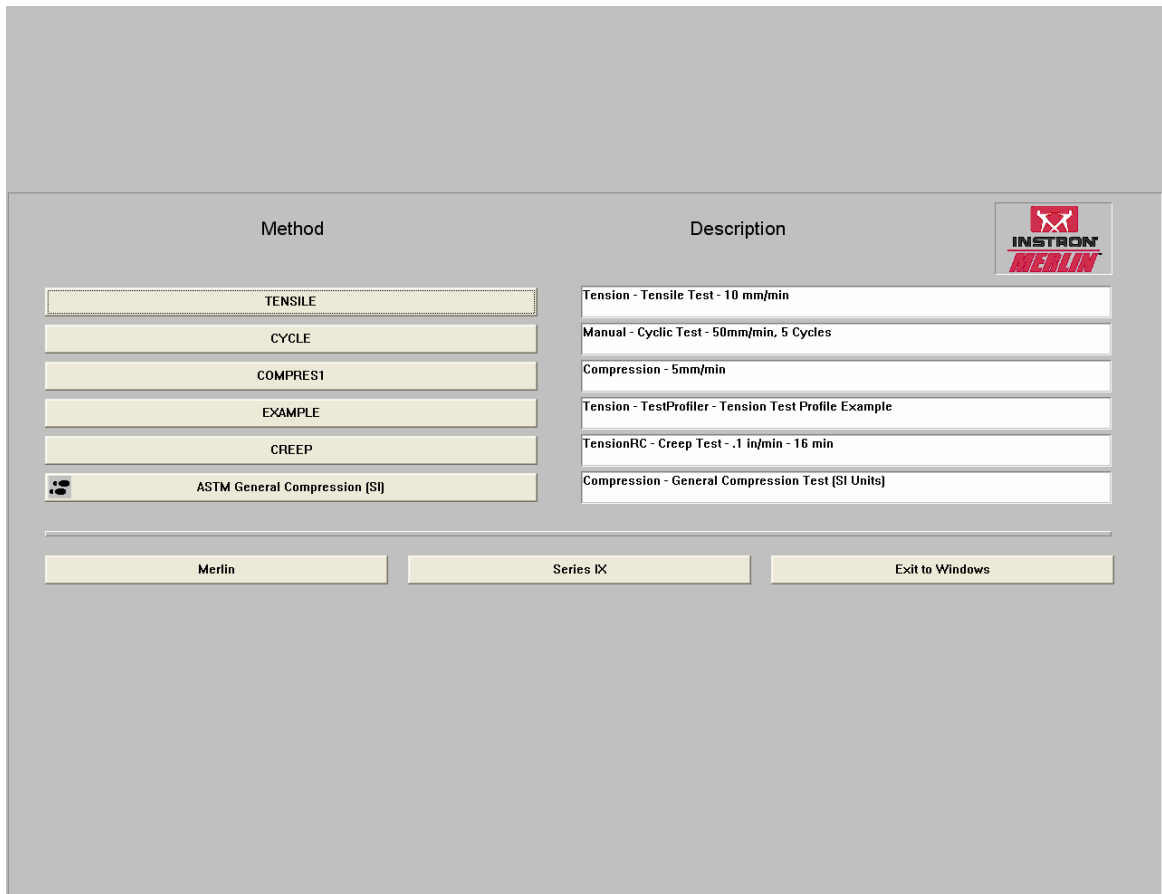 Method
Description
INSTRON
MERLIN
TENSILE
Tension - Tensile Test - 10 mm/min
CYCLE
Manual - Cyclic Test - 50mm/min, 5 Cycles
COMPRES1
Compression - 5mm/min
EXAMPLE
Tension - TestProfiler - Tension Test Profile Example
CREEP
TensionRC - Creep Test - .1 in/min - 16 min
ASTM General Compression (SI)
Compression - General Compression Test (SI Units)
Merlin
Series IX
Exit to Windows